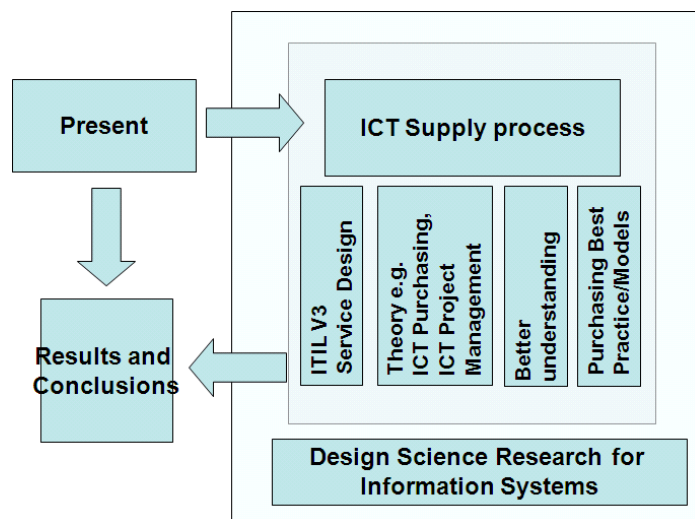 Present
ICT Supply process
ITIL V3
Service Design
Theory e.g.
ICT Purchasing,
ICT Project
Management
Better
understanding
Purchasing Best
Practice/Models
Results and
Conclusions
Design Science Research for
Information Systems